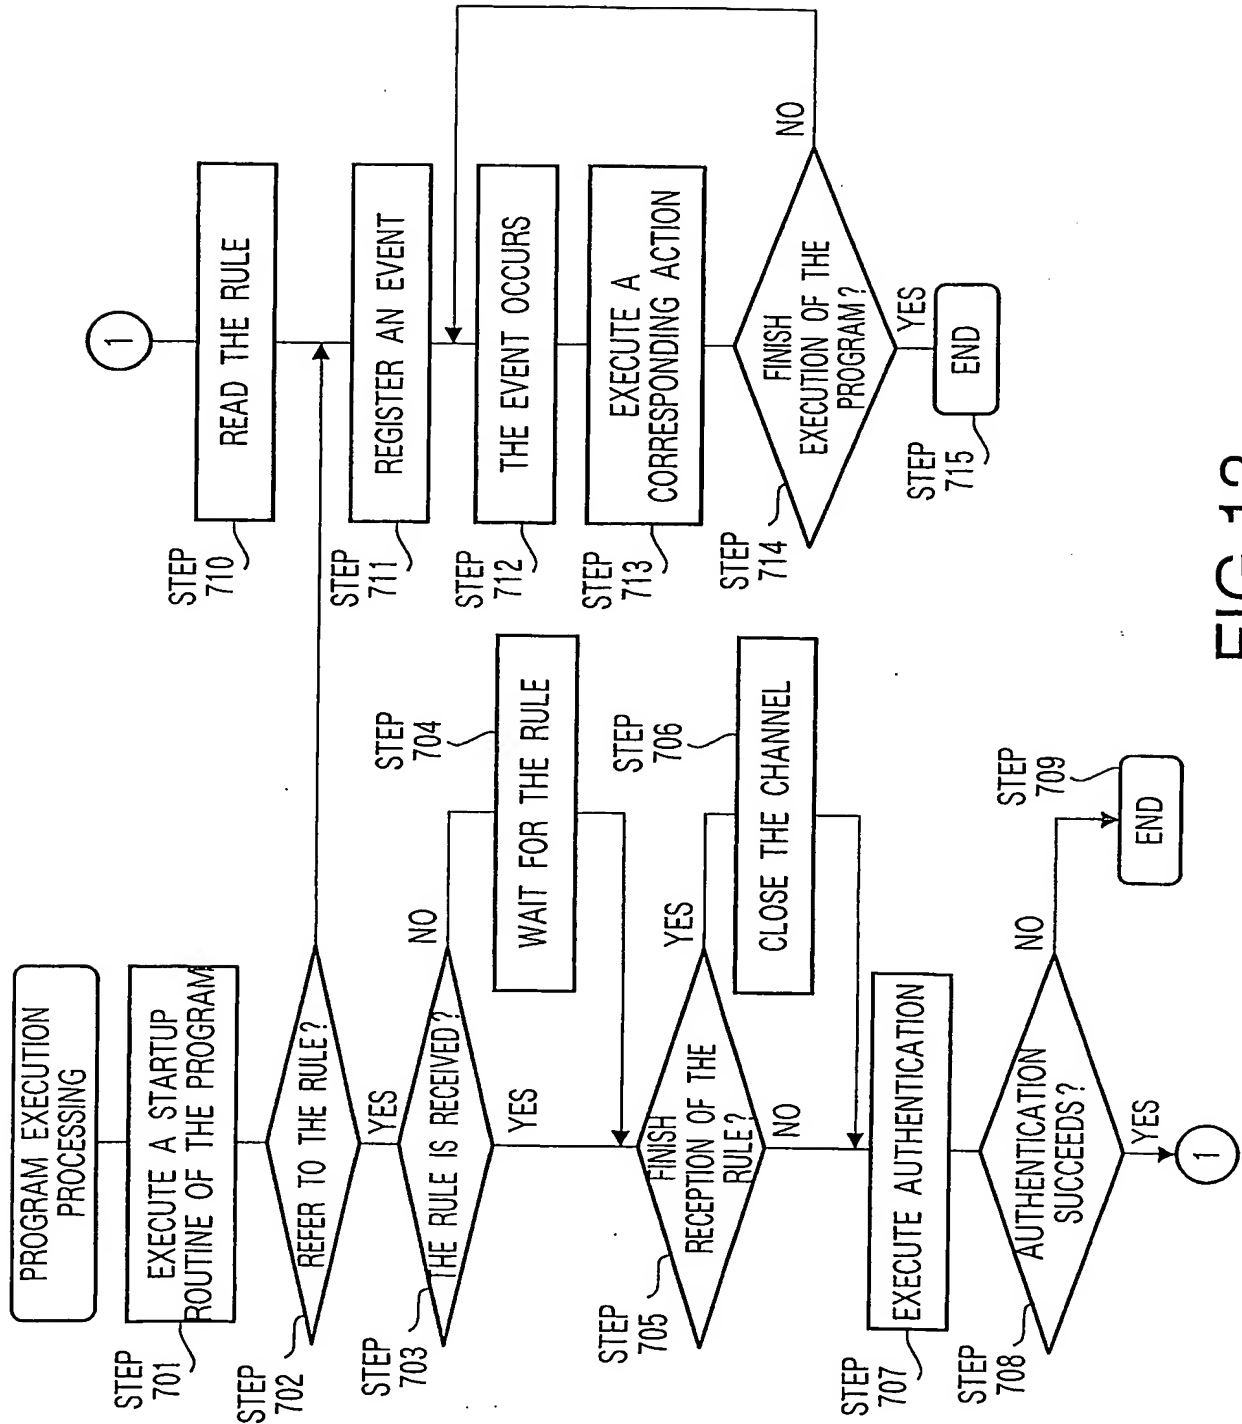 PROGRAM EXECUTION
PROCESSING
STEP
701
EXECUTE A STARTUP
ROUTINE OF THE PROGRAM
STEP
702
REFER TO THE RULE?
YES
STEP
703
THE RULE IS RECEIVED?
NO
YES
STEP
704
WAIT FOR THE RULE
STEP
705
FINISH
RECEPTION OF THE
RULE?
YES
NO
STEP
706
CLOSE THE CHANNEL
STEP
707
EXECUTE AUTHENTICATION
STEP
708
AUTHENTICATION
SUCCEEDS?
NO
YES
STEP
709
END
1
1
STEP
710
READ THE RULE
STEP
711
REGISTER AN EVENT
STEP
712
THE EVENT OCCURS
STEP
713
EXECUTE A
CORRESPONDING ACTION
STEP
714
FINISH
EXECUTION OF THE
PROGRAM?
NO
YES
STEP
715
END
FIG.